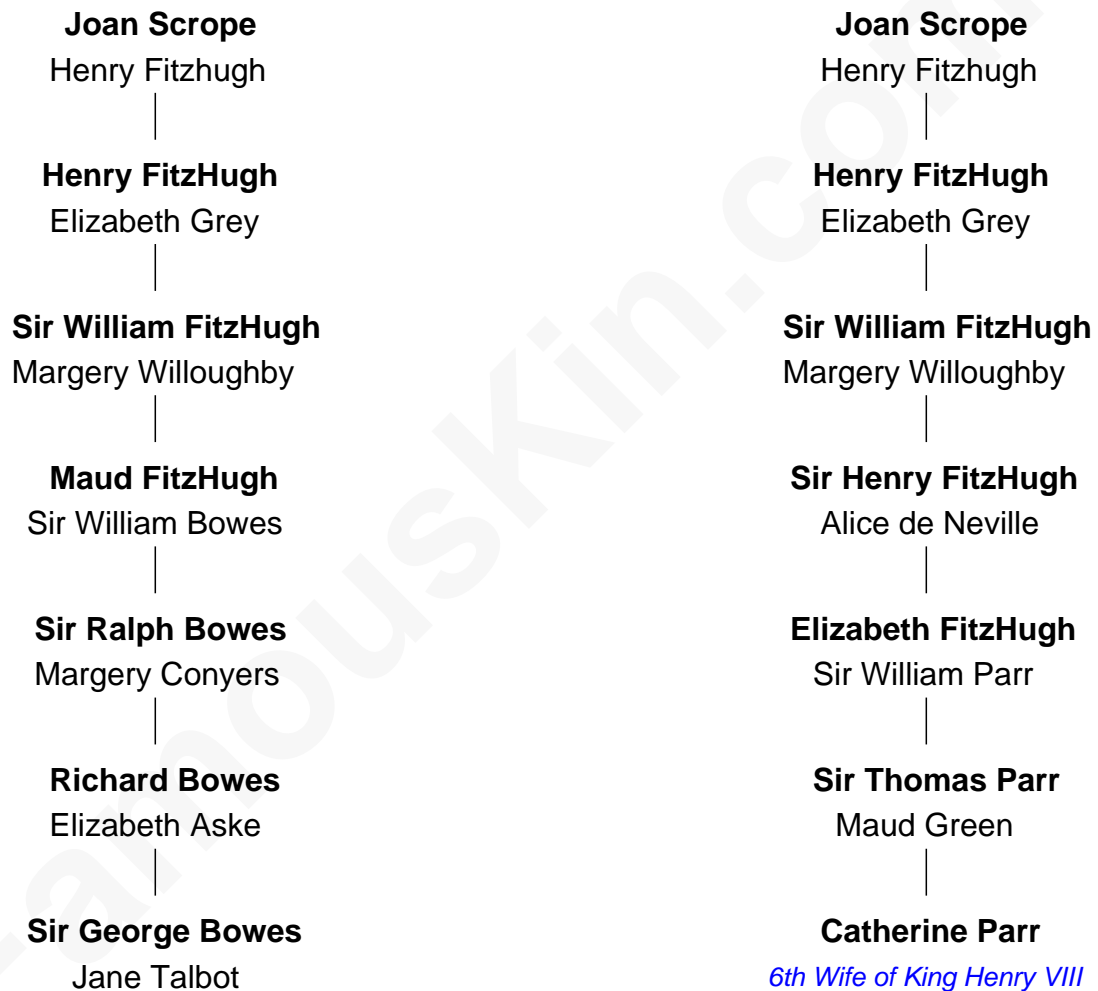 Joan Scrope
Henry Fitzhugh
Henry FitzHugh
Elizabeth Grey
Sir William FitzHugh
Margery Willoughby
Maud FitzHugh
Sir William Bowes
Sir Ralph Bowes
Margery Conyers
Richard Bowes
Elizabeth Aske
Sir George Bowes
Jane Talbot
Joan Scrope
Henry Fitzhugh
Henry FitzHugh
Elizabeth Grey
Sir William FitzHugh
Margery Willoughby
Sir Henry FitzHugh
Alice de Neville
Elizabeth FitzHugh
Sir William Parr
Sir Thomas Parr
Maud Green
Catherine Parr
6th Wife of King Henry VIII
FamousKin.com